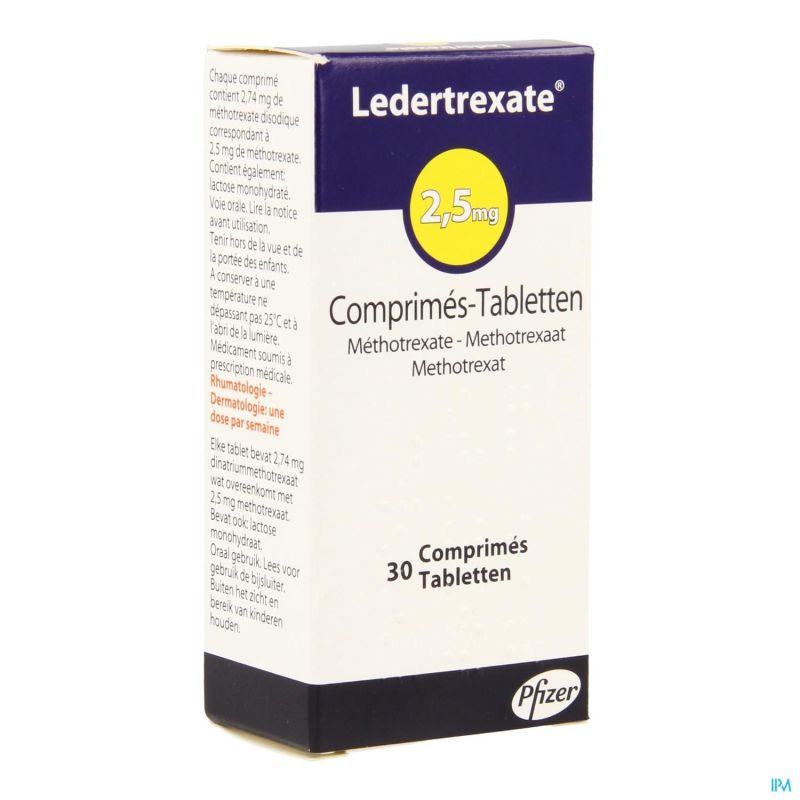 Ledertrexate®
2,5mg
Comprimés-Tabletten
Méthotrexate - Methotrexaat
Methotrexat
30 Comprimés
Tabletten
Pfizer
Chaque comprimé
contient 2,74 mg de
méthotrexate disodique
correspondant à
2,5 mg de méthotrexate.
Contient également:
lactose monohydraté.
Voie orale. Lire la notice
avant utilisation.
Tenir hors de la vue et de
la portée des enfants.
A conserver à une
température ne
dépassant pas 25°C et à
l'abri de la lumière.
Médicament soumis à
prescription médicale.
Rhumatologie –
Dermatologie: une
dose par semaine
Elke tablet bevat 2,74 mg
dinatriummethotrexaat
wat overeenkomt met
2,5 mg methotrexaat.
Bevat ook: lactose
monohydraat.
Oraal gebruik. Lees voor
gebruik de bijsluiter.
Buiten het zicht en
bereik van kinderen
houden.
IPM